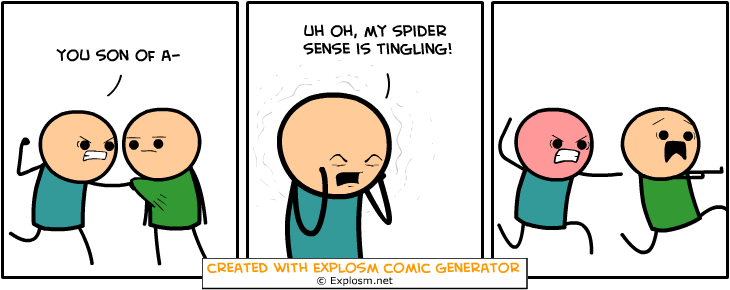 YOU SON OF A-
UH OH, MY SPIDER
SENSE IS TINGLING!
CREATED WITH EXPLOSM COMIC GENERATOR
© Explosm.net